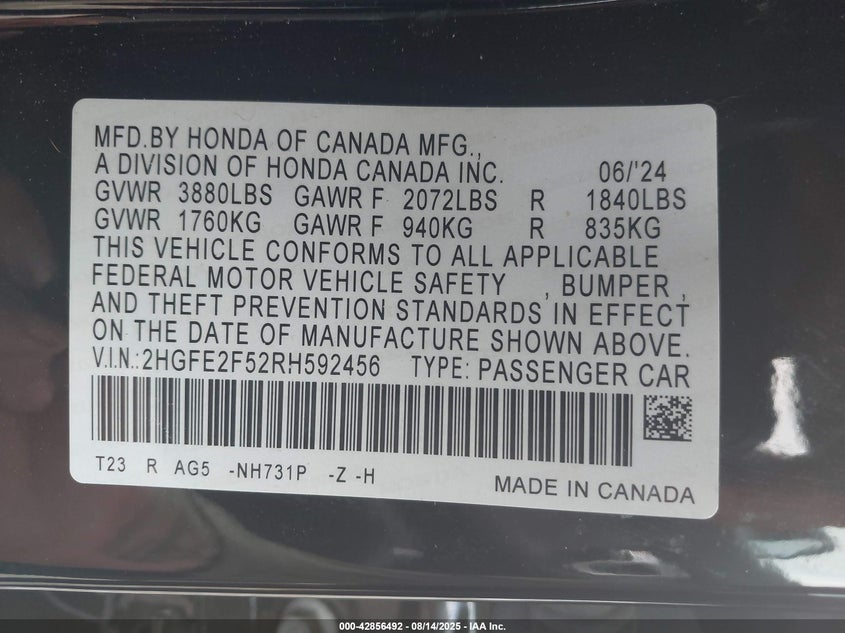 MFD.BY HONDA OF CANADA MFG.,
A DIVISION OF HONDA CANADA INC. 06/'24
GVWR 3880LBS GAWR F 2072LBS R 1840LBS
GVWR 1760KG GAWR F 940KG R 835KG
THIS VEHICLE CONFORMS TO ALL APPLICABLE
FEDERAL MOTOR VEHICLE SAFETY , BUMPER ,
AND THEFT PREVENTION STANDARDS IN EFFECT
ON THE DATE OF MANUFACTURE SHOWN ABOVE.
V.I.N.:2HGFE2F52RH592456 TYPE: PASSENGER CAR
T23 R AG5 -NH731P -Z -H
MADE IN CANADA
000-42856492 - 08/14/2025 - IAA Inc.